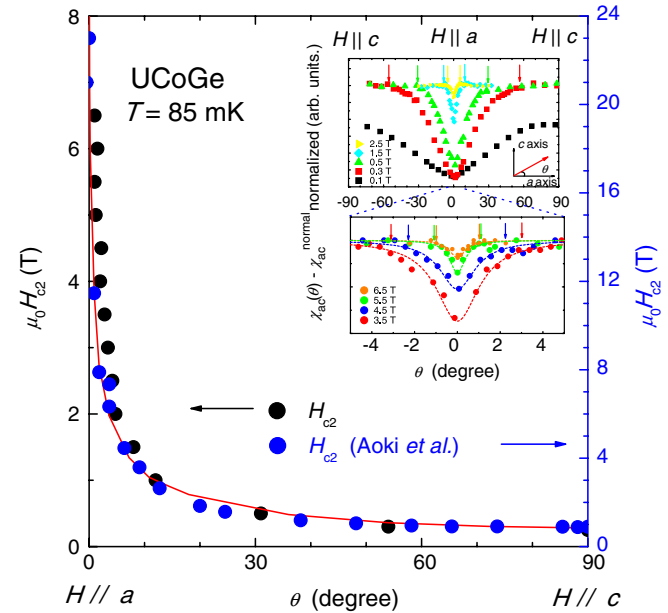 UCoGe
T = 85 mK
μ0Hc2 (T)
8
6
4
2
0
0
30
60
90
H // a
θ (degree)
H // c
24
20
16
12
8
4
0
μ0Hc2 (T)
Hc2
Hc2 (Aoki et al.)
H || c
H || a
H || c
normalized (arb. units.)
2.5 T
1.5 T
0.5 T
0.3 T
0.1 T
c axis
θ
a axis
-90
-60
-30
0
30
60
90
χac(θ) - χac normal
6.5 T
5.5 T
4.5 T
3.5 T
-4
-2
0
2
4
θ (degree)